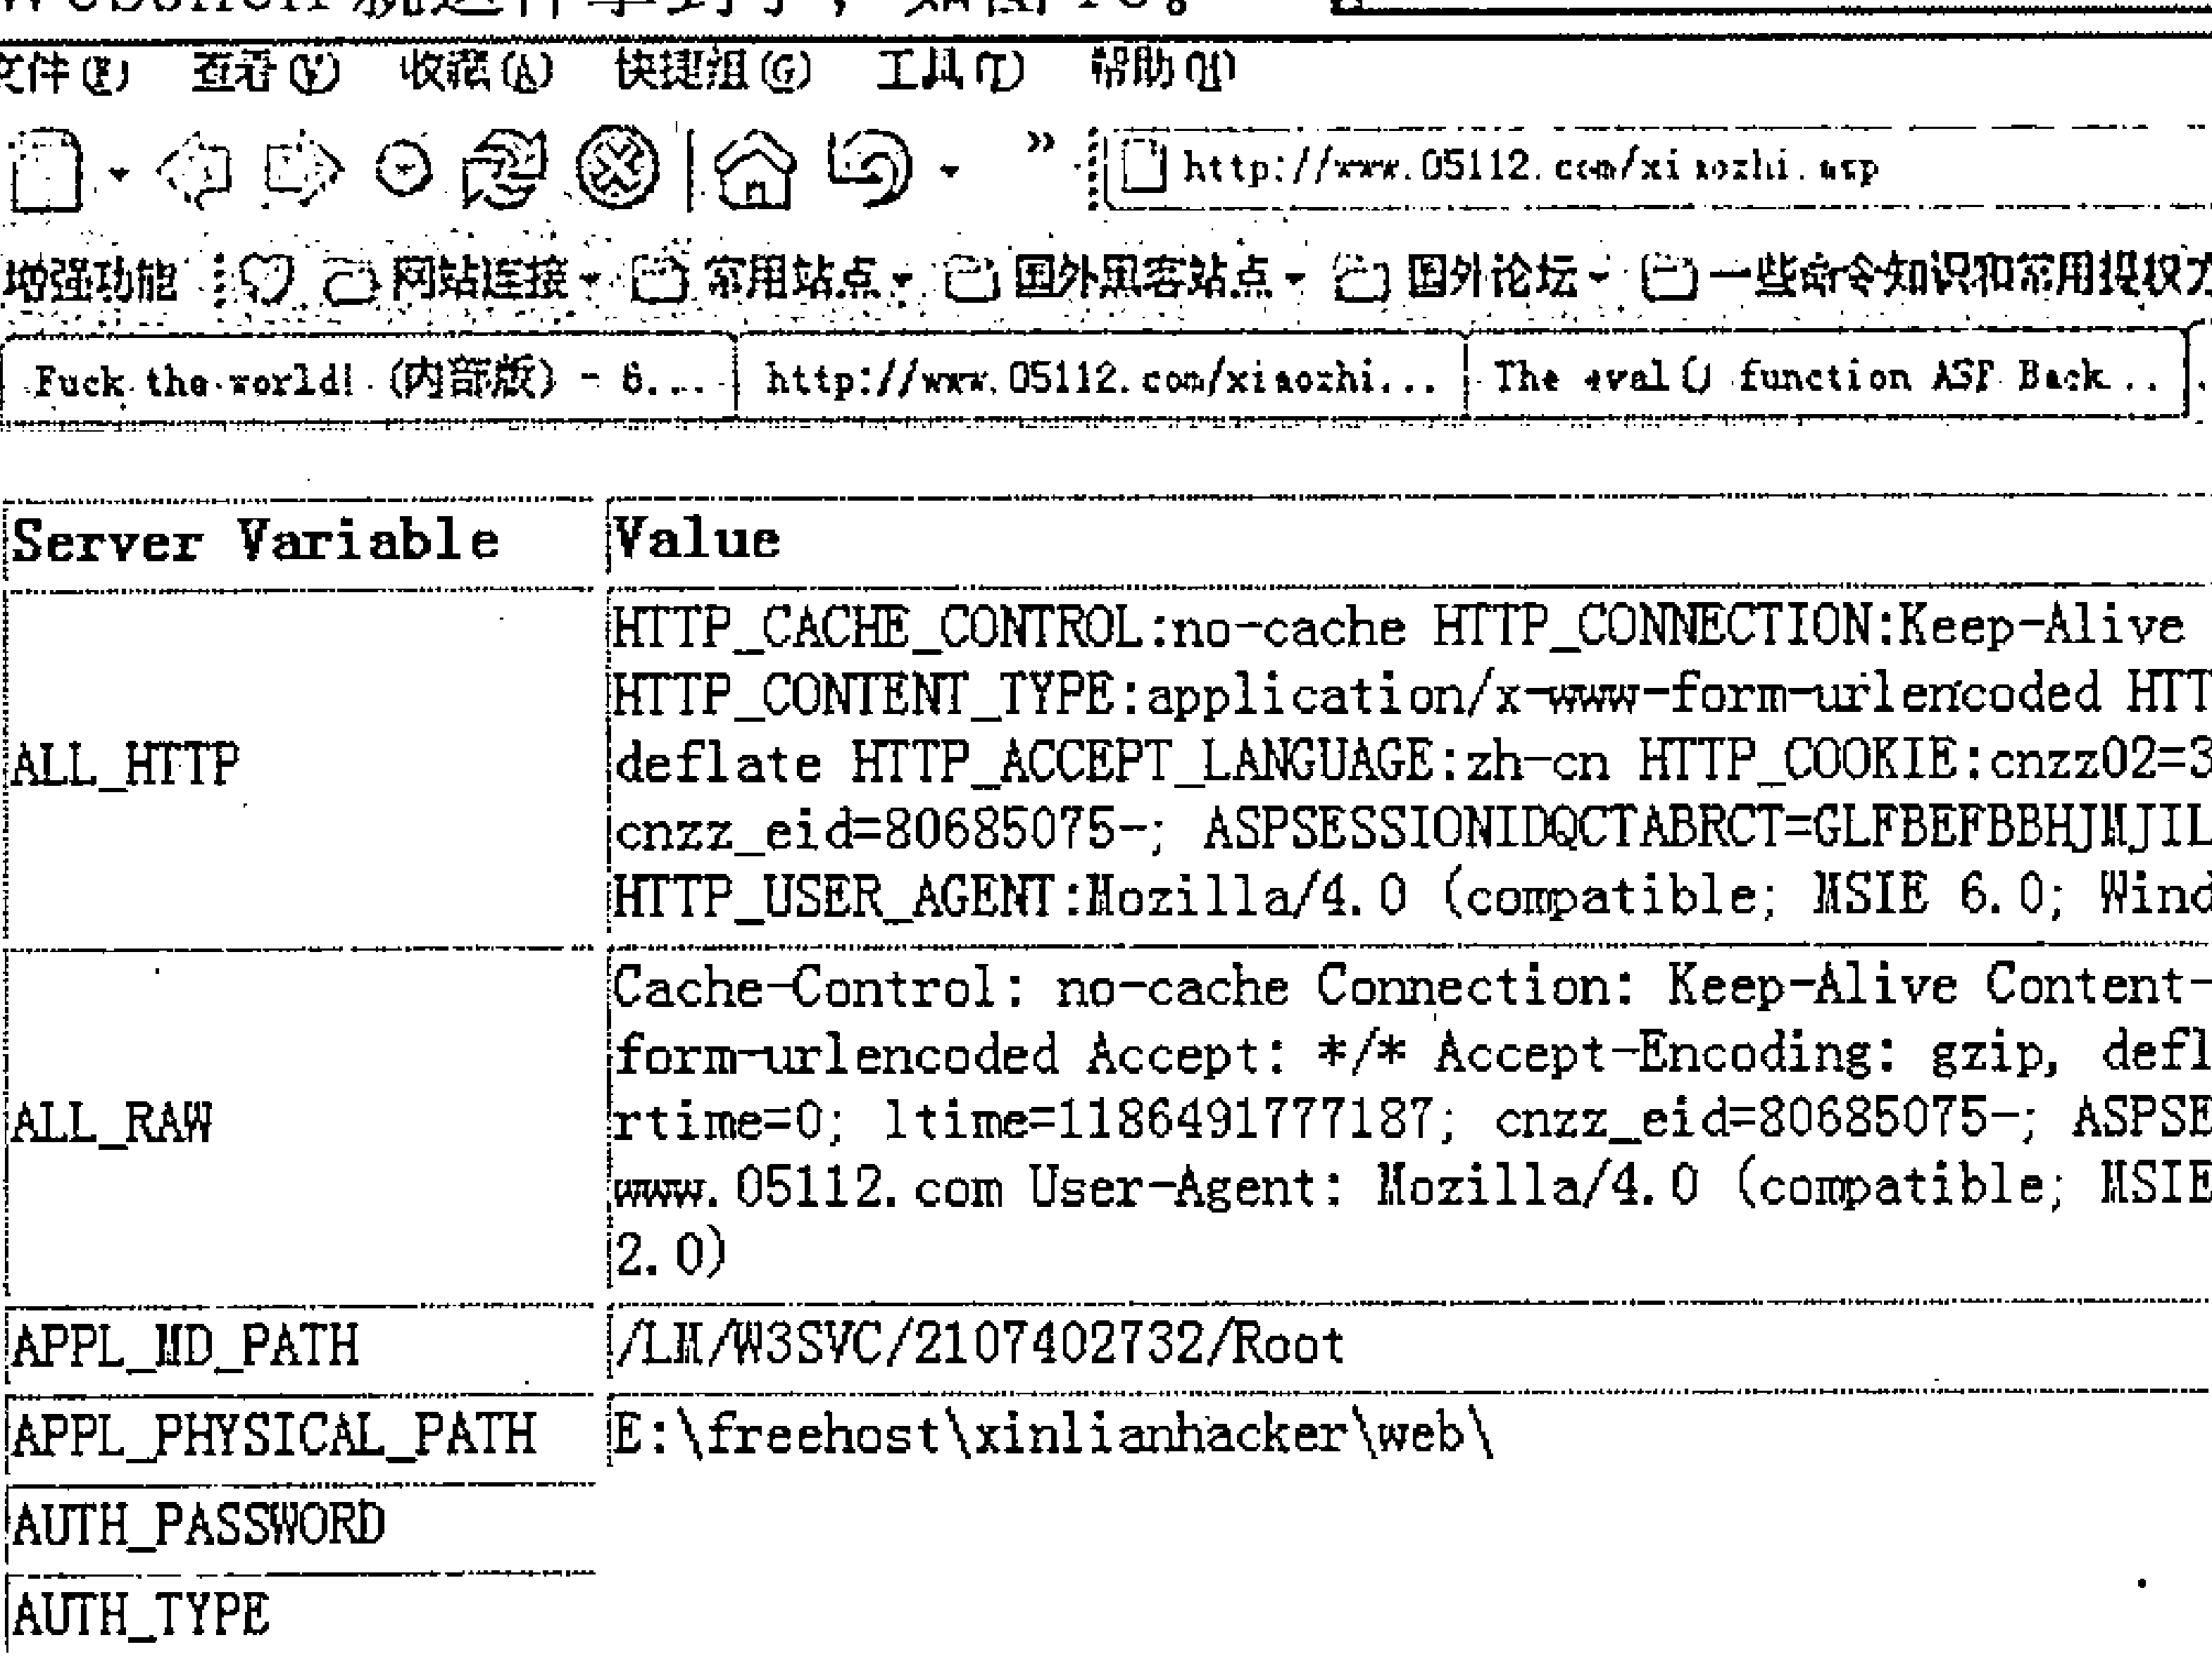 文件(F) 查看(V) 收藏(A) 快捷组(G) 工具(T) 帮助(H)
» http://www.05112.com/xiaozhi.asp
增强功能 网站连接 常用站点 国外黑客站点 国外论坛 一些命令知识和常用提权方
Fuck the world! (内部版) - 6... http://www.05112.com/xiaozhi... The eval() function ASP Back...
Server Variable Value
ALL_HTTP
HTTP_CACHE_CONTROL:no-cache HTTP_CONNECTION:Keep-Alive
HTTP_CONTENT_TYPE:application/x-www-form-urlencoded HTT
deflate HTTP_ACCEPT_LANGUAGE:zh-cn HTTP_COOKIE:cnzz02=3
cnzz_eid=80685075-; ASPSESSIONIDQCTABRCT=GLFBEFBBHJMJIL
HTTP_USER_AGENT:Mozilla/4.0 (compatible; MSIE 6.0; Wind
ALL_RAW
Cache-Control: no-cache Connection: Keep-Alive Content-
form-urlencoded Accept: */* Accept-Encoding: gzip, defl
rtime=0; ltime=1186491777187; cnzz_eid=80685075-; ASPSE
www.05112.com User-Agent: Mozilla/4.0 (compatible; MSIE
2.0)
APPL_MD_PATH /LM/W3SVC/2107402732/Root
APPL_PHYSICAL_PATH E:\freehost\xinlianhacker\web\
AUTH_PASSWORD
AUTH_TYPE